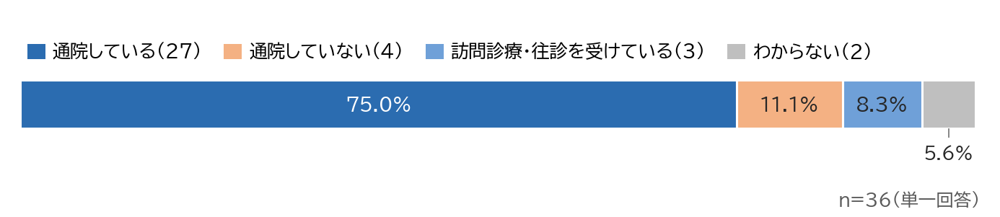 通院している(27) 通院していない(4) 訪問診療・往診を受けている(3) わからない(2)
75.0% 11.1% 8.3%
5.6%
n=36(単一回答)